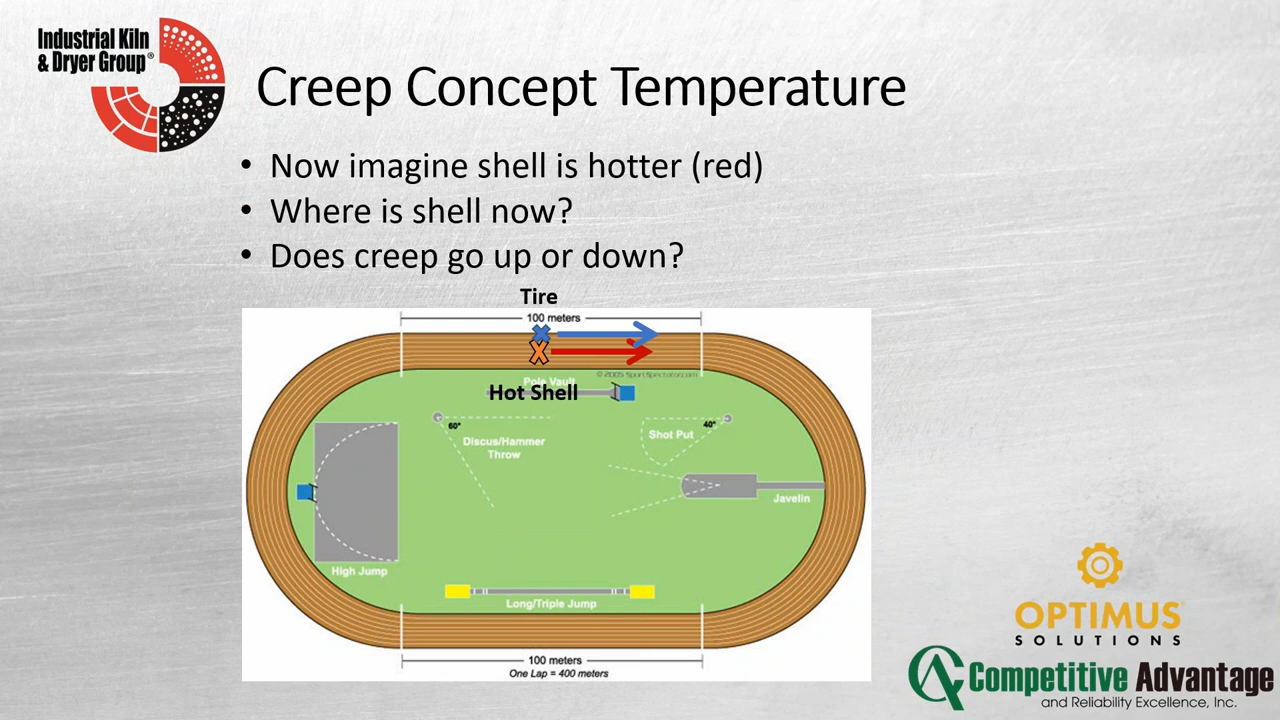 Industrial Kiln
& Dryer Group®
Creep Concept Temperature
• Now imagine shell is hotter (red)
• Where is shell now?
• Does creep go up or down?
Tire
100 meters
© 2005 SportSpectator.com
Pole Vault
Hot Shell
60°
Discus/Hammer
Throw
40°
Shot Put
Javelin
High Jump
Long/Triple Jump
100 meters
One Lap = 400 meters
OPTIMUS
SOLUTIONS
CA
Competitive Advantage
and Reliability Excellence, Inc.